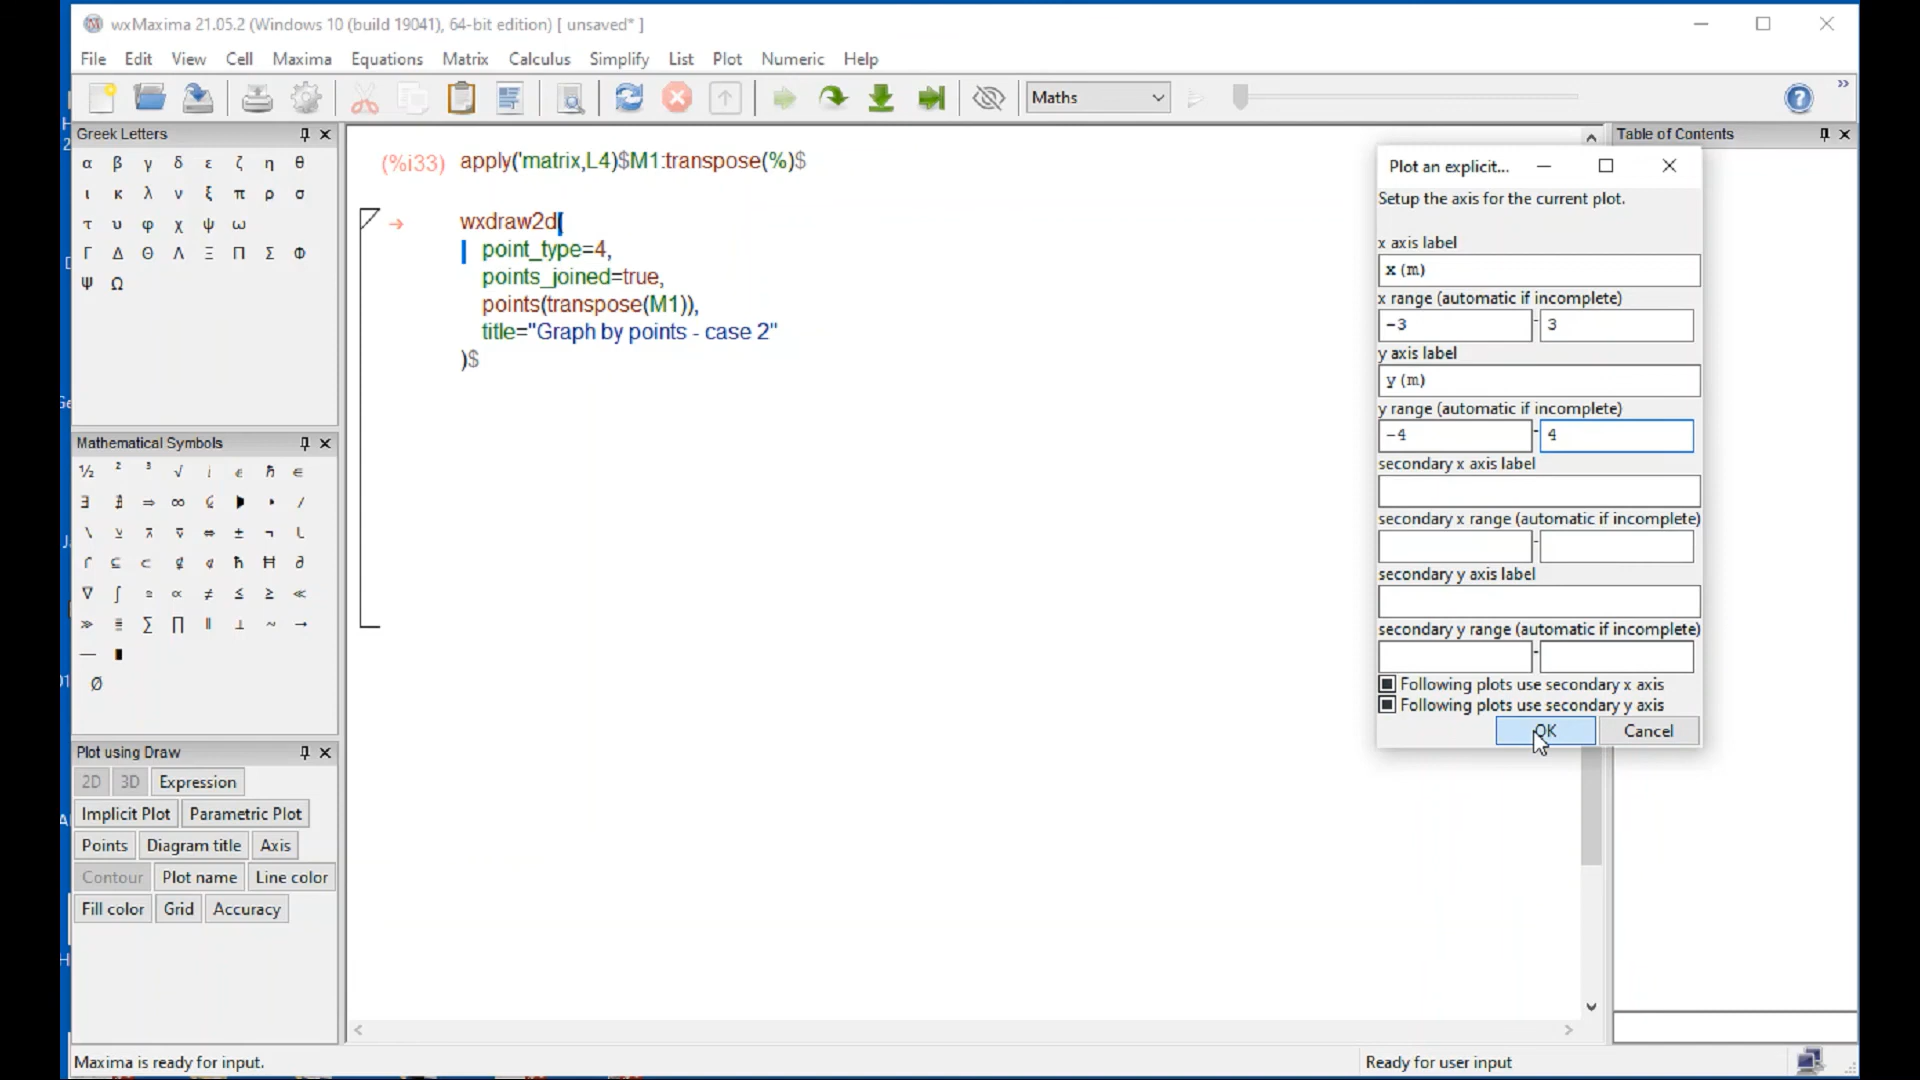 wxMaxima 21.05.2 (Windows 10 (build 19041), 64-bit edition) [ unsaved* ]
File Edit View Cell Maxima Equations Matrix Calculus Simplify List Plot Numeric Help
Maths
Greek Letters
α β γ δ ε ζ η θ
ι κ λ ν ξ π ρ σ
τ υ φ χ ψ ω
Γ Δ Θ Λ Ξ Π Σ Φ
Ψ Ω
Mathematical Symbols
½ ² ³ √ i e ħ ∈
∃ ∄ ⇒ ∞
± ¬
⊆ ⊂ ħ Ħ ∂
∇ ∫ ∝ ≠ ≤ ≥ ≪
≫ ∑ ∏ ∥ ⊥ ~ →
Ø
Plot using Draw
2D 3D Expression
Implicit Plot Parametric Plot
Points Diagram title Axis
Contour Plot name Line color
Fill color Grid Accuracy
(%i33) apply('matrix,L4)$M1:transpose(%)$
wxdraw2d(
point_type=4,
points_joined=true,
points(transpose(M1)),
title="Graph by points - case 2"
)$
Table of Contents
Plot an explicit...
Setup the axis for the current plot.
x axis label
x (m)
x range (automatic if incomplete)
-3 - 3
y axis label
y (m)
y range (automatic if incomplete)
-4 - 4
secondary x axis label
secondary x range (automatic if incomplete)
-
secondary y axis label
secondary y range (automatic if incomplete)
-
Following plots use secondary x axis
Following plots use secondary y axis
OK Cancel
Maxima is ready for input.
Ready for user input